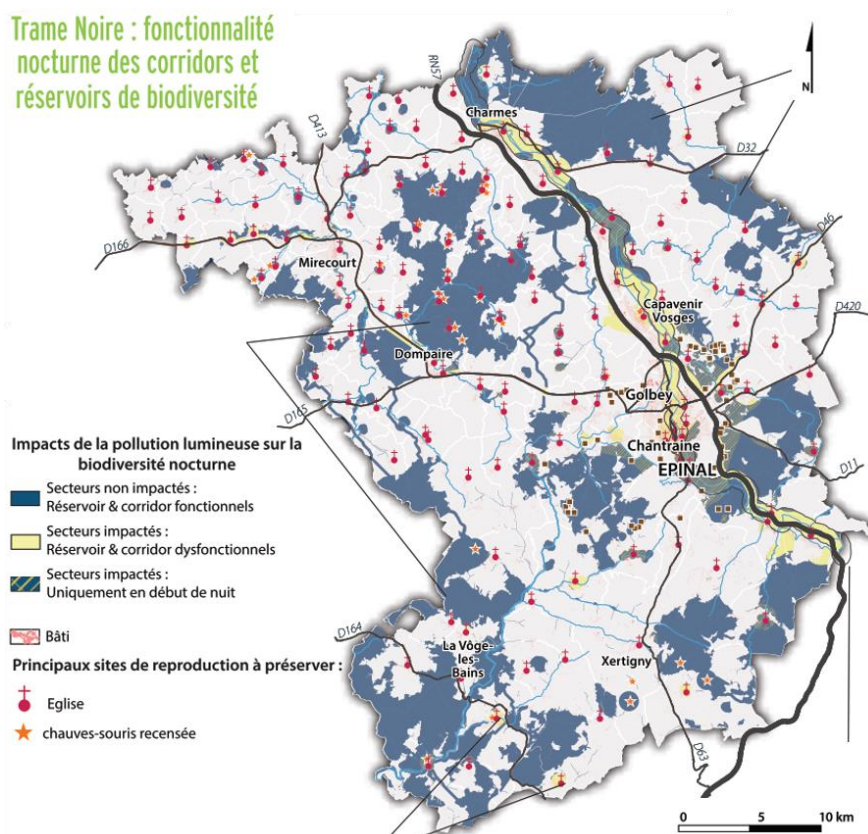 Trame Noire : fonctionnalité
nocturne des corridors et
réservoirs de biodiversité
N
RN57
Charmes
D413
D32
D46
D166
Mirecourt
Capavenir
Vosges
D420
Dompaire
Golbey
D165
Chantraine
EPINAL
D11
Impacts de la pollution lumineuse sur la
biodiversité nocturne
Secteurs non impactés :
Réservoir & corridor fonctionnels
Secteurs impactés :
Réservoir & corridor dysfonctionnels
Secteurs impactés :
Uniquement en début de nuit
Bâti
Principaux sites de reproduction à préserver :
Eglise
chauves-souris recensée
D164
La Vôge-
les-
Bains
Xertigny
D63
0 5 10 km